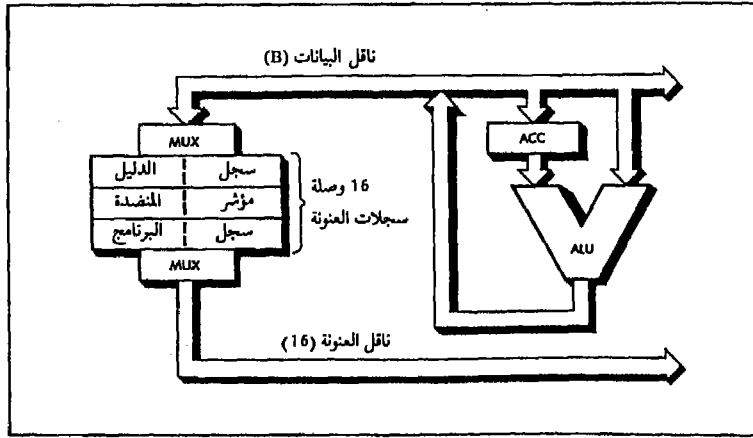 ناقل البيانات (B)
MUX
ACC
سجل الدليل
مؤشر المنضدة
سجل البرنامج
16 وصلة
سجلات العنونة
MUX
ALU
ناقل العنونة (16)